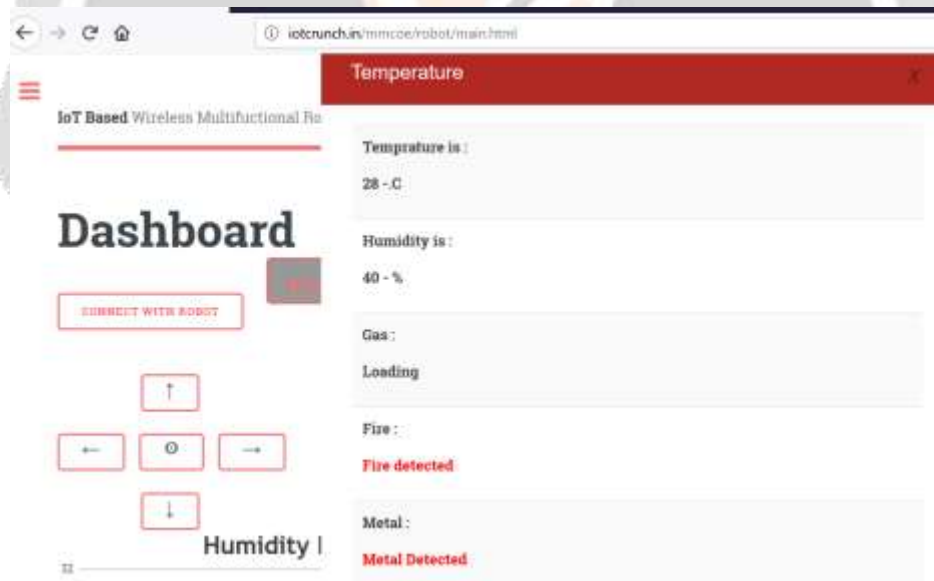 iotcrunch.in/mmcoe/robot/main.html
Temperature
X
IoT Based Wireless Multifuctional Ro
Temprature is :
28 -.C
Dashboard
Humidity is :
40 - %
CONNECT WITH ROBOT
Gas :
Loading
↑
← ʘ →
↓
Fire :
Fire detected
Metal :
Metal Detected
Humidity